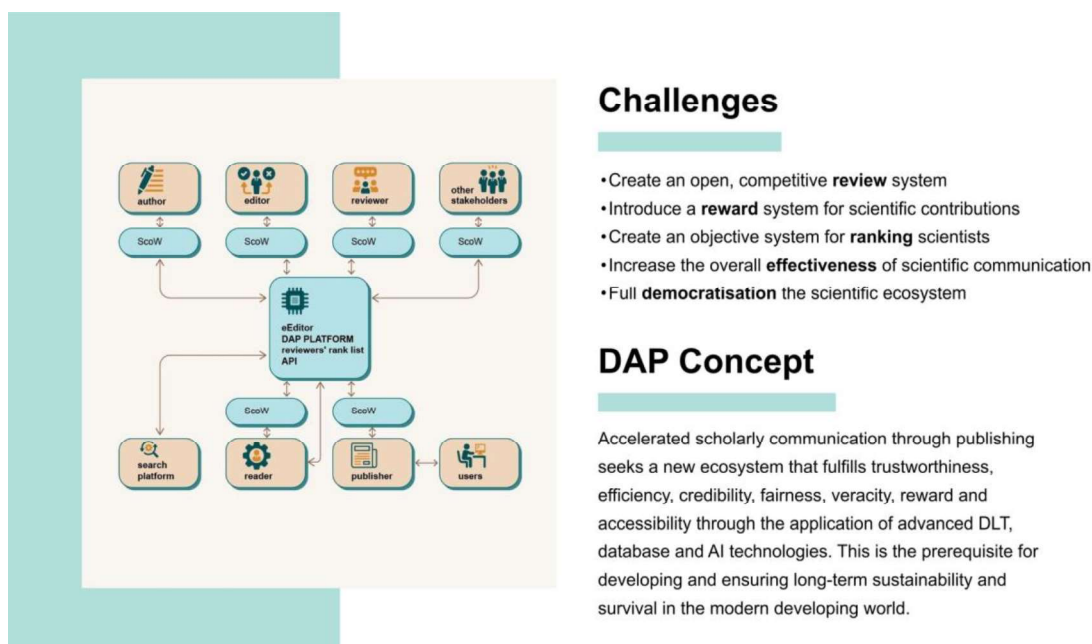 author
editor
reviewer
other
stakeholders
ScoW
ScoW
ScoW
ScoW
eEditor
DAP PLATFORM
reviewers' rank list
API
ScoW
ScoW
search
platform
reader
publisher
users
Challenges
•Create an open, competitive review system
•Introduce a reward system for scientific contributions
•Create an objective system for ranking scientists
•Increase the overall effectiveness of scientific communication
•Full democratisation the scientific ecosystem
DAP Concept
Accelerated scholarly communication through publishing
seeks a new ecosystem that fulfills trustworthiness,
efficiency, credibility, fairness, veracity, reward and
accessibility through the application of advanced DLT,
database and AI technologies. This is the prerequisite for
developing and ensuring long-term sustainability and
survival in the modern developing world.